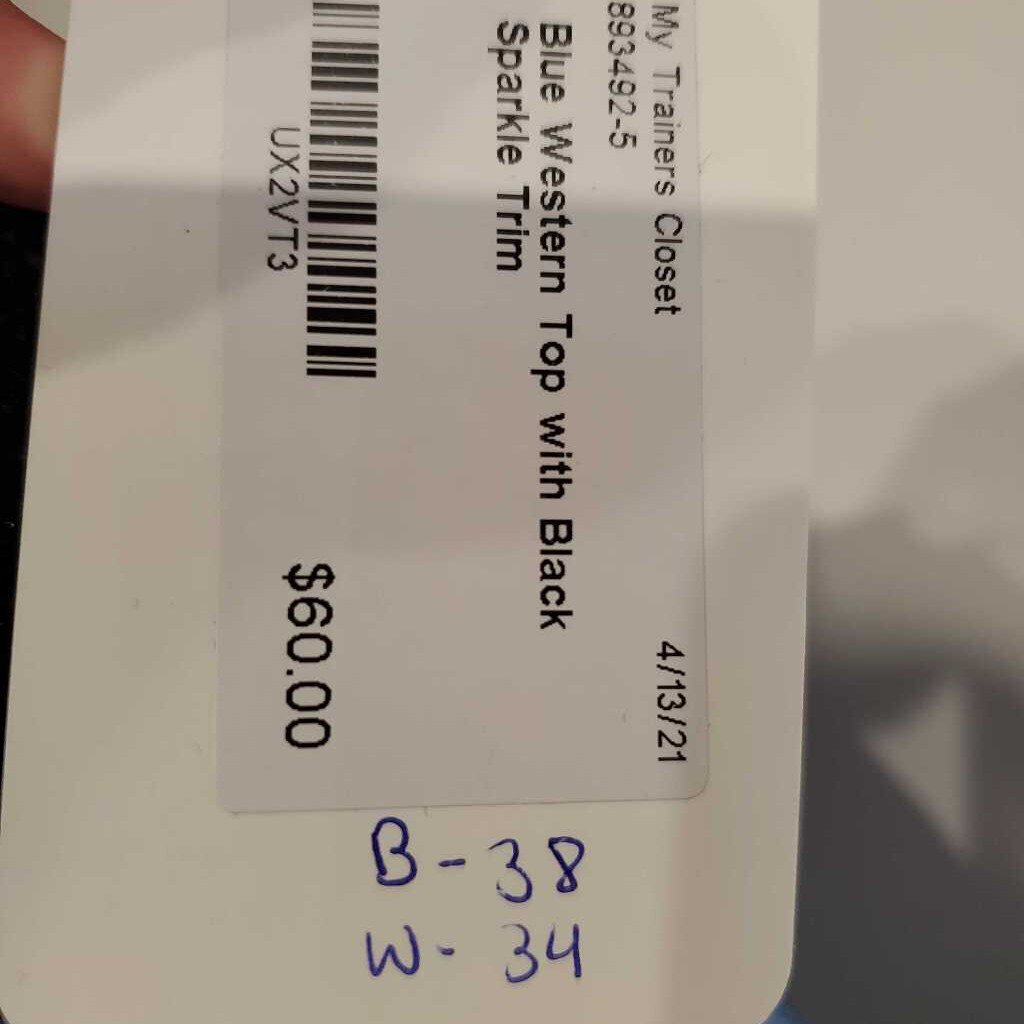 My Trainers Closet 4/13/21
893492-5
Blue Western Top with Black
Sparkle Trim
UX2VT3 $60.00
B - 38
W - 34